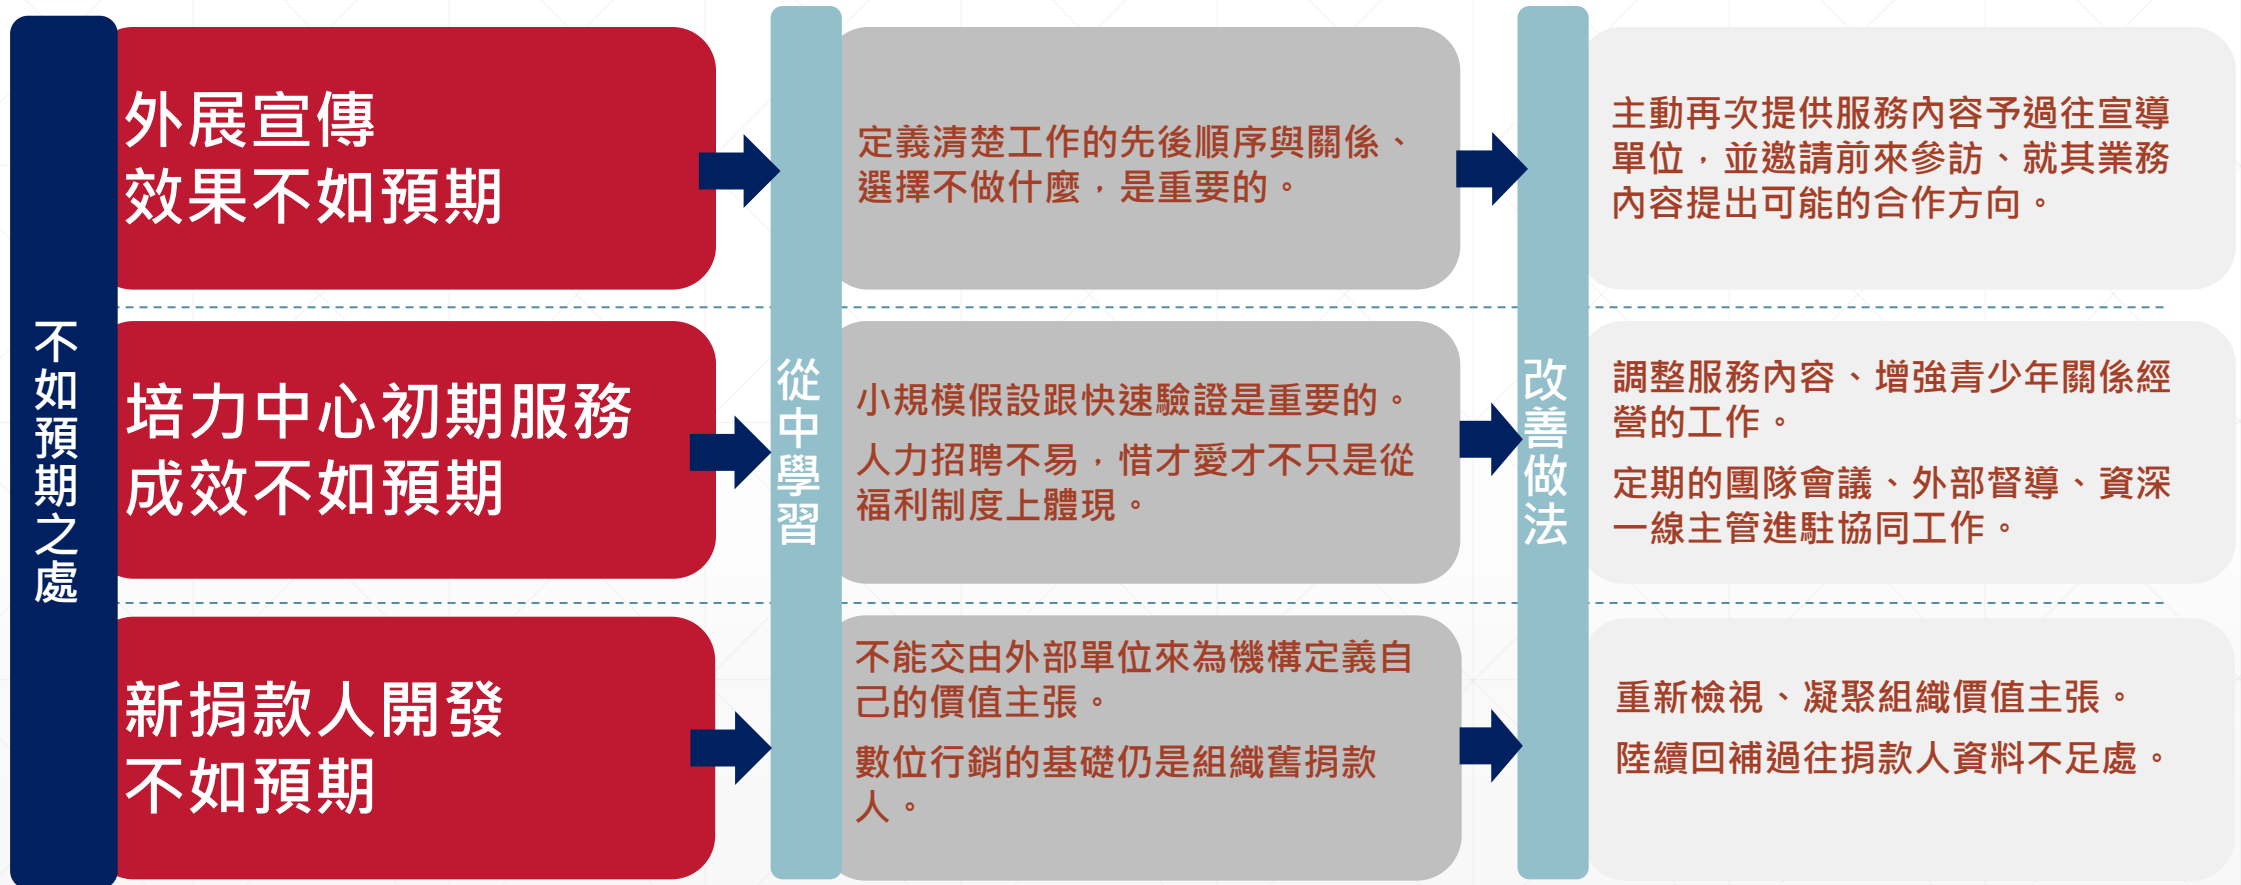 不如預期之處
外展宣傳
效果不如預期
培力中心初期服務
成效不如預期
新捐款人開發
不如預期
從中學習
定義清楚工作的先後順序與關係、
選擇不做什麼，是重要的。
小規模假設跟快速驗證是重要的。
人力招聘不易，惜才愛才不只是從
福利制度上體現。
不能交由外部單位來為機構定義自
己的價值主張。
數位行銷的基礎仍是組織舊捐款
人。
改善做法
主動再次提供服務內容予過往宣導
單位，並邀請前來參訪、就其業務
內容提出可能的合作方向。
調整服務內容、增強青少年關係經
營的工作。
定期的團隊會議、外部督導、資深
一線主管進駐協同工作。
重新檢視、凝聚組織價值主張。
陸續回補過往捐款人資料不足處。